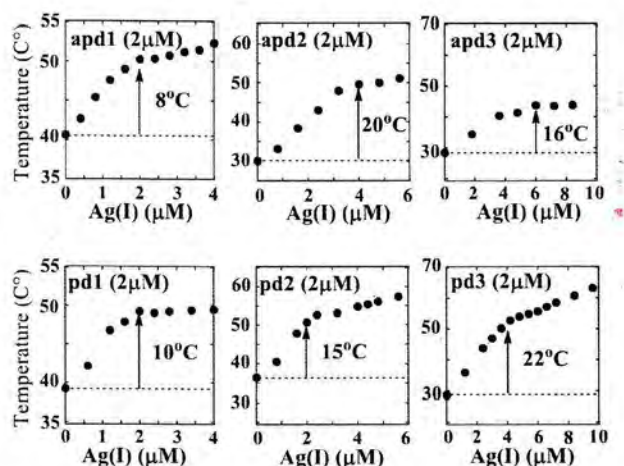 Temperature (C°)
apd1 (2μM)
50
45
40
35
8°C
0 1 2 3 4
Ag(I) (μM)
apd2 (2μM)
60
50
40
30
20°C
0 2 4 6
Ag(I) (μM)
apd3 (2μM)
70
50
30
16°C
0 2 4 6 8 10
Ag(I) (μM)
Temperature (C°)
pd1 (2μM)
50
45
40
35
10°C
0 1 2 3 4
Ag(I) (μM)
pd2 (2μM)
60
50
40
30
15°C
0 2 4 6
Ag(I) (μM)
pd3 (2μM)
70
50
30
22°C
0 2 4 6 8 10
Ag(I) (μM)